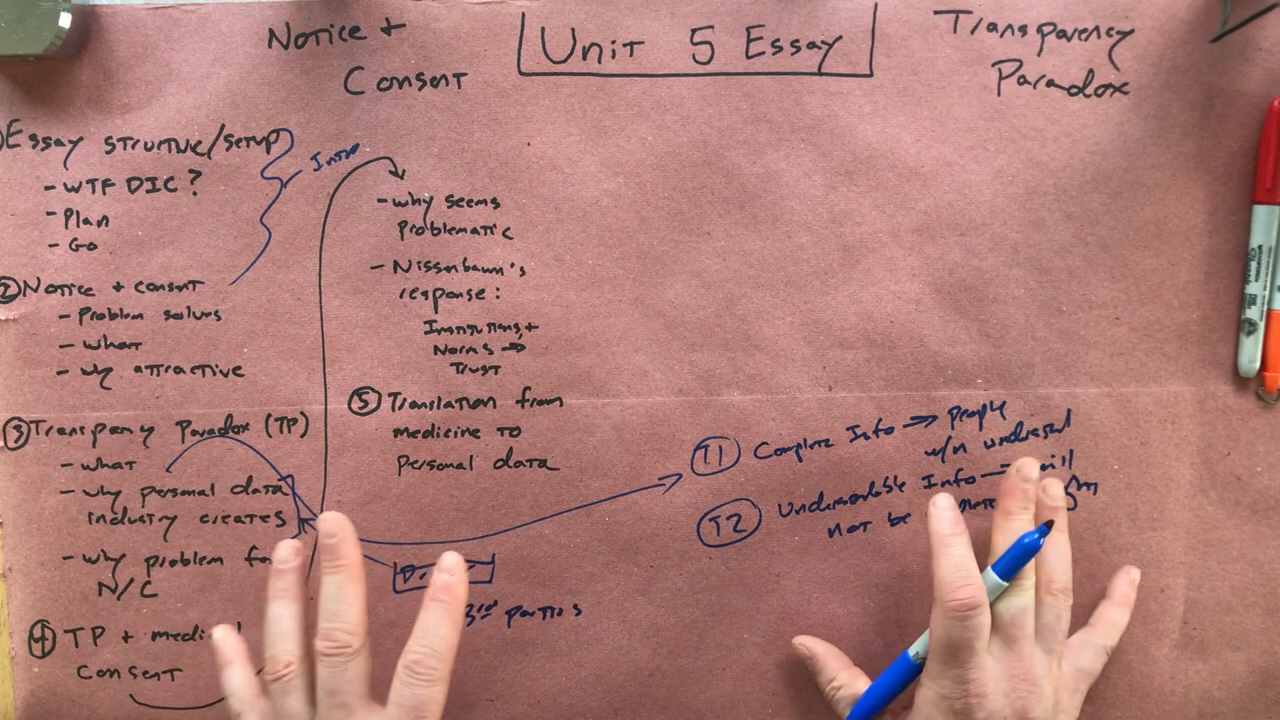 Notice +
Consent
Unit 5 Essay
Transparency
Paradox
Essay structure/setup
- WTF DIC?
- Plan
- Go
Intro
② Notice + consent
- Problem solves
- what
- why attractive
③ Transparency Paradox (TP)
- what
- why personal data
industry creates
- why problem for
N/C
④ TP + medical
consent
- why seems
problematic
- Nissenbaum's
response:
Institutions +
Norms →
Trust
⑤ Translation from
medicine to
personal data
3rd parties
T1 Complete Info → people
w/n understand
T2 Understandable Info → will
not be